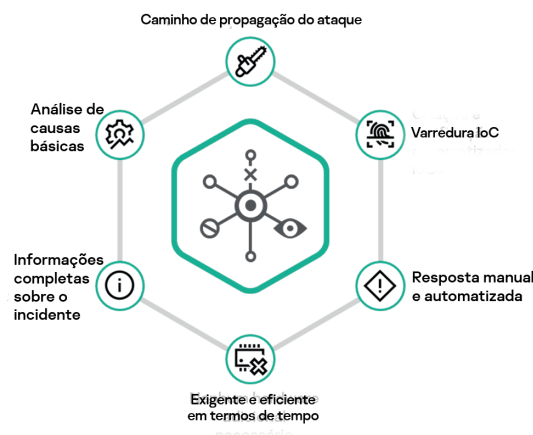 Caminho de propagação do ataque
Análise de
causas
básicas
Varredura IoC
Informações
completas
sobre o
incidente
Resposta manual
e automatizada
Exigente e eficiente
em termos de tempo